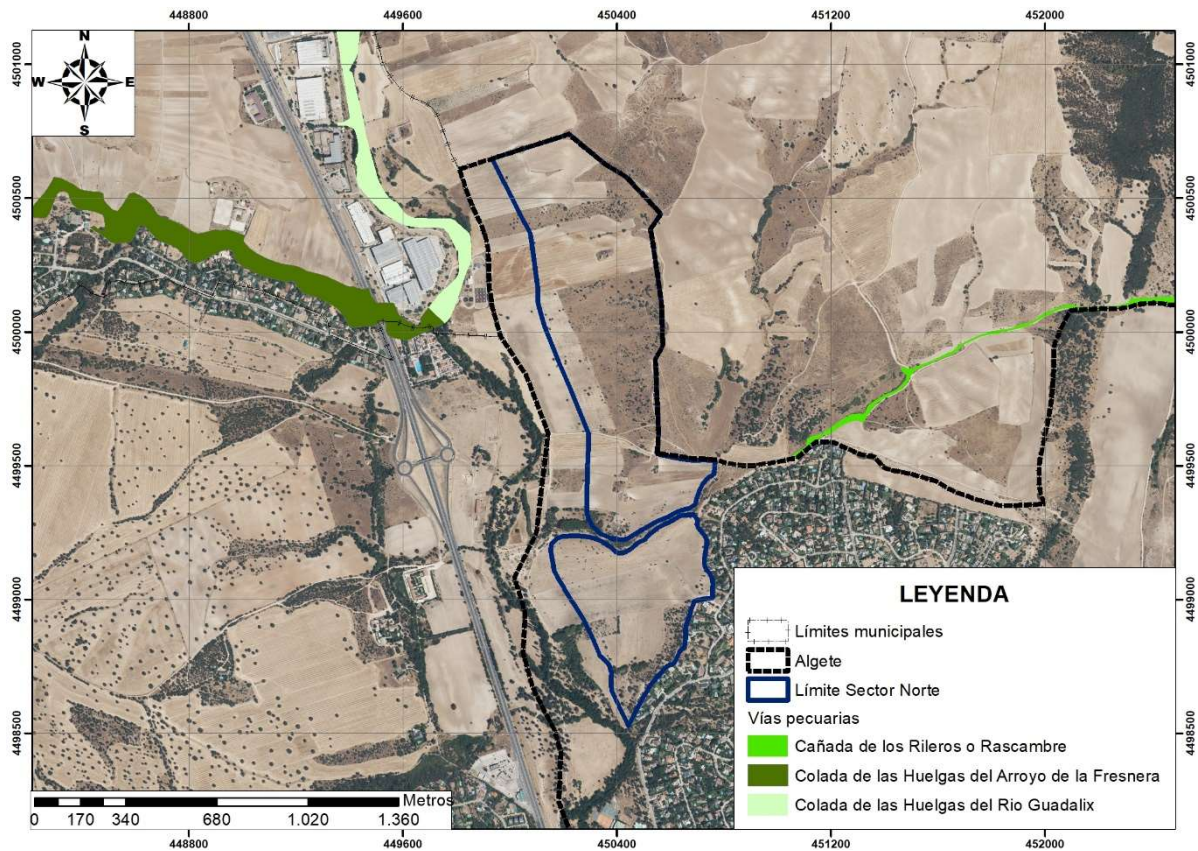 448800 449600 450400 451200 452000
N
W E
S
4501000 4501000
4500500 4500500
4500000 4500000
4499500 4499500
4499000 4499000
4498500 4498500
LEYENDA
Límites municipales
Algete
Límite Sector Norte
Vías pecuarias
Cañada de los Rileros o Rascambre
Colada de las Huelgas del Arroyo de la Fresnera
Colada de las Huelgas del Rio Guadalix
Metros
0 170 340 680 1.020 1.360
448800 449600 450400 451200 452000